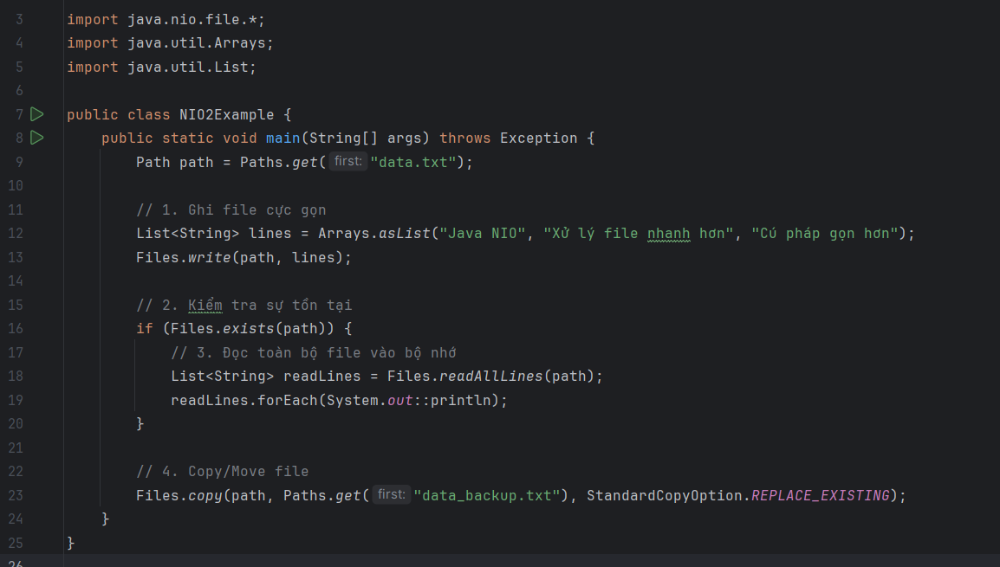 3 import java.nio.file.*;
4 import java.util.Arrays;
5 import java.util.List;
6
7 public class NIO2Example {
8 public static void main(String[] args) throws Exception {
9 Path path = Paths.get( first: "data.txt");
10
11 // 1. Ghi file cực gọn
12 List<String> lines = Arrays.asList("Java NIO", "Xử lý file nhanh hơn", "Cú pháp gọn hơn");
13 Files.write(path, lines);
14
15 // 2. Kiểm tra sự tồn tại
16 if (Files.exists(path)) {
17 // 3. Đọc toàn bộ file vào bộ nhớ
18 List<String> readLines = Files.readAllLines(path);
19 readLines.forEach(System.out::println);
20 }
21
22 // 4. Copy/Move file
23 Files.copy(path, Paths.get( first: "data_backup.txt"), StandardCopyOption.REPLACE_EXISTING);
24 }
25 }
26